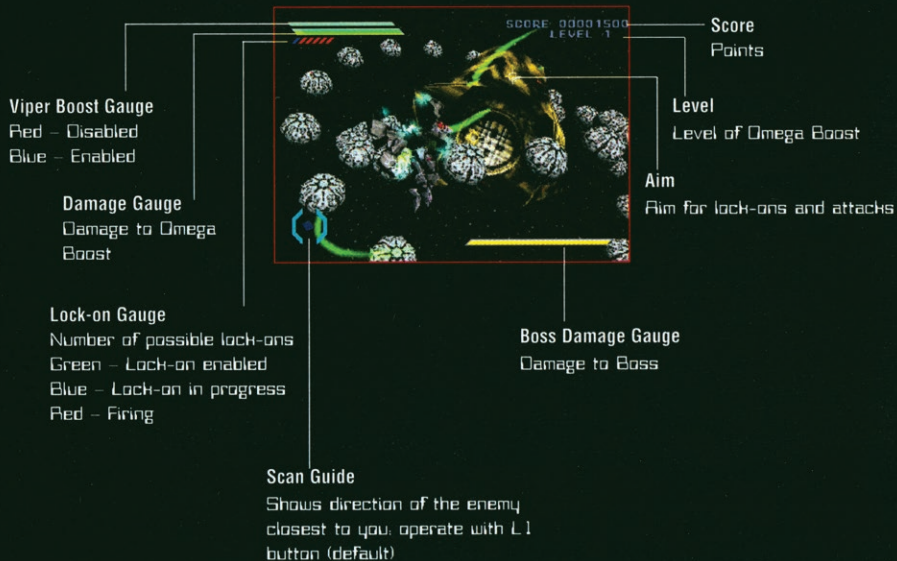 SCORE: 00001500
LEVEL 1
Score
Points
Viper Boost Gauge
Red – Disabled
Blue – Enabled
Level
Level of Omega Boost
Aim
Aim for lock-ons and attacks
Damage Gauge
Damage to Omega
Boost
Lock-on Gauge
Number of possible lock-ons
Green – Lock-on enabled
Blue – Lock-on in progress
Red – Firing
Boss Damage Gauge
Damage to Boss
Scan Guide
Shows direction of the enemy
closest to you; operate with L1
button (default)